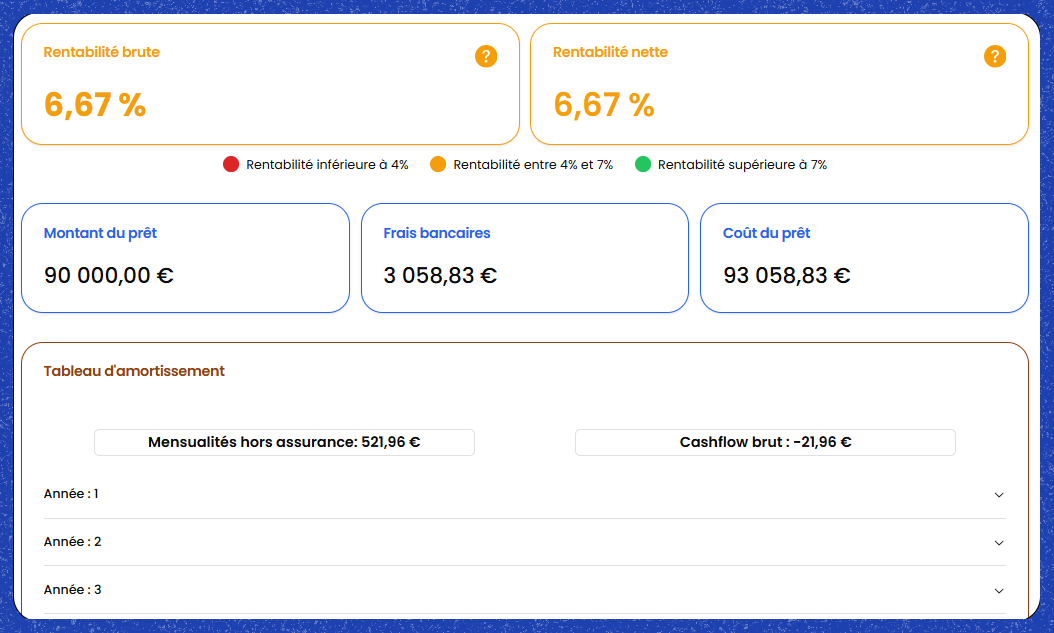 Rentabilité brute
?
6,67 %
Rentabilité nette
?
6,67 %
Rentabilité inférieure à 4%
Rentabilité entre 4% et 7%
Rentabilité supérieure à 7%
Montant du prêt
90 000,00 €
Frais bancaires
3 058,83 €
Coût du prêt
93 058,83 €
Tableau d'amortissement
Mensualités hors assurance: 521,96 €
Cashflow brut : -21,96 €
Année : 1
Année : 2
Année : 3